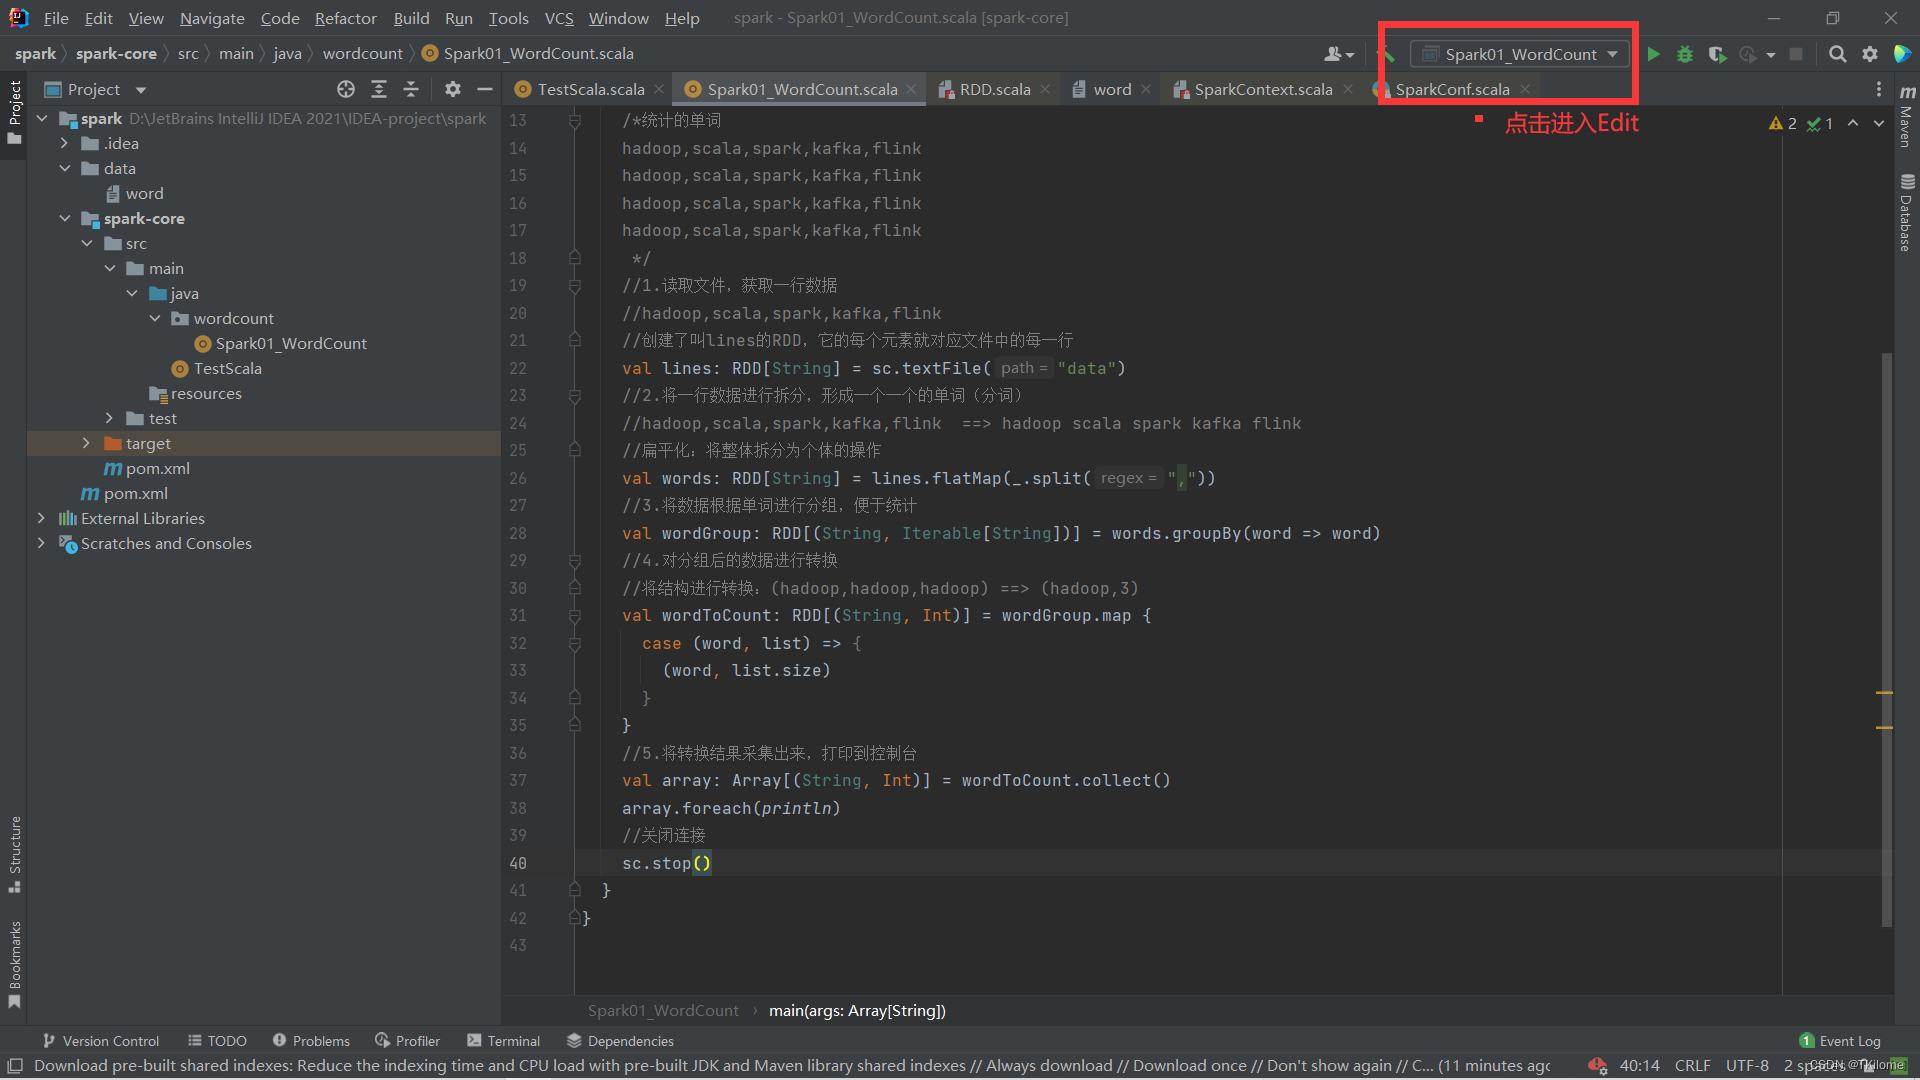 File Edit View Navigate Code Refactor Build Run Tools VCS Window Help spark - Spark01_WordCount.scala [spark-core]
spark spark-core src main java wordcount Spark01_WordCount.scala Spark01_WordCount
Project TestScala.scala Spark01_WordCount.scala RDD.scala word SparkContext.scala SparkConf.scala
点击进入Edit
2 1
Project
Structure
Bookmarks
Maven
Database
spark D:\JetBrains IntelliJ IDEA 2021\IDEA-project\spark
.idea
data
word
spark-core
src
main
java
wordcount
Spark01_WordCount
TestScala
resources
test
target
pom.xml
pom.xml
External Libraries
Scratches and Consoles
13 /*统计的单词
14 hadoop,scala,spark,kafka,flink
15 hadoop,scala,spark,kafka,flink
16 hadoop,scala,spark,kafka,flink
17 hadoop,scala,spark,kafka,flink
18 */
19 //1.读取文件，获取一行数据
20 //hadoop,scala,spark,kafka,flink
21 //创建了叫lines的RDD，它的每个元素就对应文件中的每一行
22 val lines: RDD[String] = sc.textFile( path = "data")
23 //2.将一行数据进行拆分，形成一个一个的单词（分词）
24 //hadoop,scala,spark,kafka,flink ==> hadoop scala spark kafka flink
25 //扁平化：将整体拆分为个体的操作
26 val words: RDD[String] = lines.flatMap(_.split( regex = ","))
27 //3.将数据根据单词进行分组，便于统计
28 val wordGroup: RDD[(String, Iterable[String])] = words.groupBy(word => word)
29 //4.对分组后的数据进行转换
30 //将结构进行转换：(hadoop,hadoop,hadoop) ==> (hadoop,3)
31 val wordToCount: RDD[(String, Int)] = wordGroup.map {
32 case (word, list) => {
33 (word, list.size)
34 }
35 }
36 //5.将转换结果采集出来，打印到控制台
37 val array: Array[(String, Int)] = wordToCount.collect()
38 array.foreach(println)
39 //关闭连接
40 sc.stop()
41 }
42 }
43
Spark01_WordCount › main(args: Array[String])
Version Control TODO Problems Profiler Terminal Dependencies 1 Event Log
Download pre-built shared indexes: Reduce the indexing time and CPU load with pre-built JDK and Maven library shared indexes // Always download // Download once // Don't show again // C... (11 minutes ago 40:14 CRLF UTF-8 2 spaces CSDN @TKilome